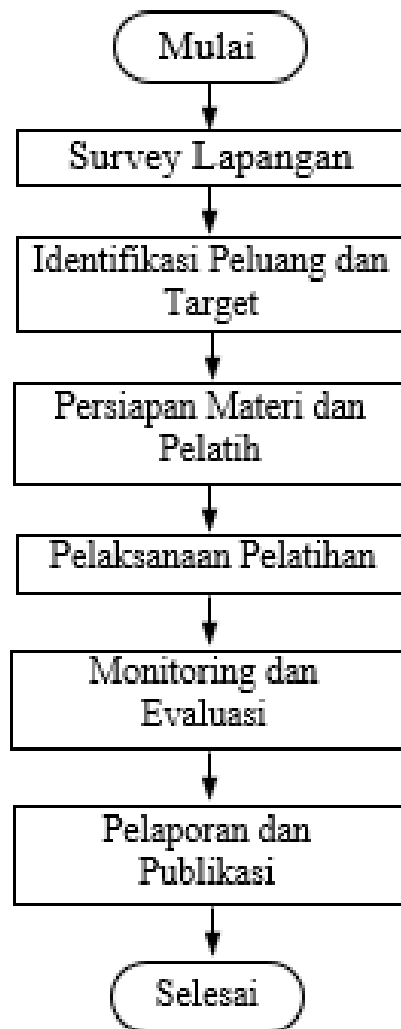 Mulai
Survey Lapangan
Identifikasi Peluang dan
Target
Persiapan Materi dan
Pelatih
Pelaksanaan Pelatihan
Monitoring dan
Evaluasi
Pelaporan dan
Publikasi
Selesai